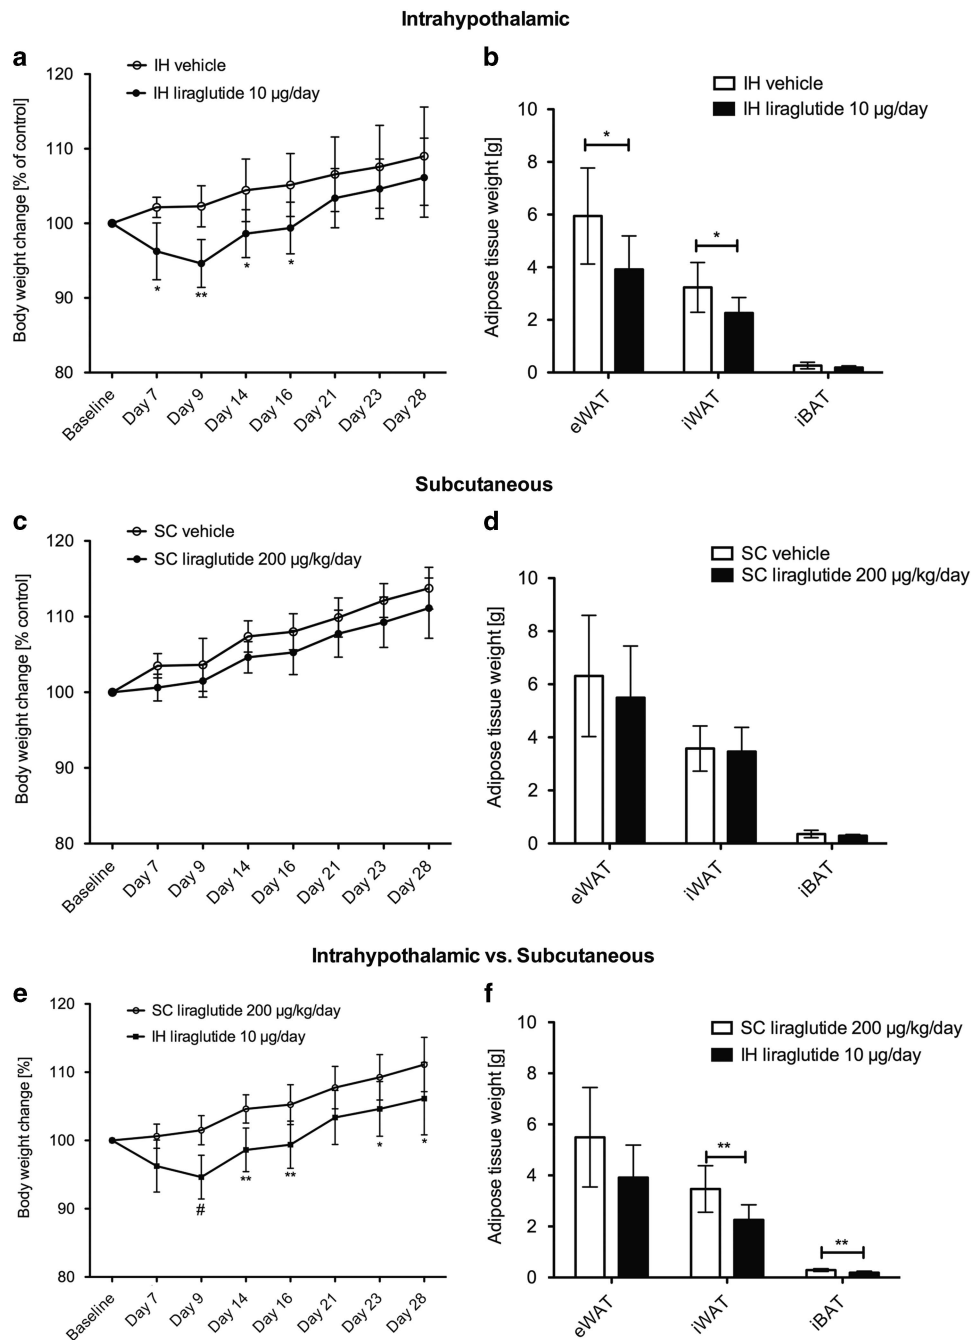 Intrahypothalamic
a
IH vehicle
IH liraglutide 10 µg/day
Body weight change [% of control]
120
110
100
90
80
*
**
*
*
Baseline
Day 7
Day 9
Day 14
Day 16
Day 21
Day 23
Day 28
b
IH vehicle
IH liraglutide 10 µg/day
Adipose tissue weight [g]
10
8
6
4
2
0
*
*
eWAT
iWAT
iBAT
Subcutaneous
c
SC vehicle
SC liraglutide 200 µg/kg/day
Body weight change [% control]
120
110
100
90
80
Baseline
Day 7
Day 9
Day 14
Day 16
Day 21
Day 23
Day 28
d
SC vehicle
SC liraglutide 200 µg/kg/day
Adipose tissue weight [g]
10
8
6
4
2
0
eWAT
iWAT
iBAT
Intrahypothalamic vs. Subcutaneous
e
SC liraglutide 200 µg/kg/day
IH liraglutide 10 µg/day
Body weight change [%]
120
110
100
90
80
#
**
**
*
*
Baseline
Day 7
Day 9
Day 14
Day 16
Day 21
Day 23
Day 28
f
SC liraglutide 200 µg/kg/day
IH liraglutide 10 µg/day
Adipose tissue weight [g]
10
8
6
4
2
0
**
**
eWAT
iWAT
iBAT